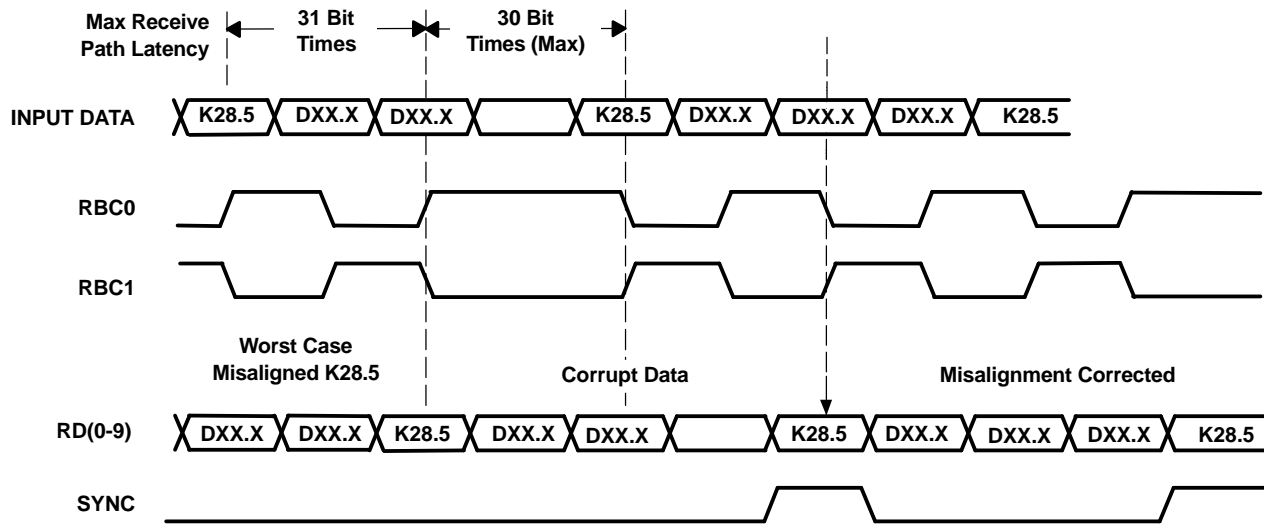 Max Receive
Path Latency
31 Bit
Times
30 Bit
Times (Max)
INPUT DATA
K28.5
DXX.X
DXX.X
K28.5
DXX.X
DXX.X
DXX.X
K28.5
RBC0
RBC1
Worst Case
Misaligned K28.5
Corrupt Data
Misalignment Corrected
RD(0-9)
DXX.X
DXX.X
K28.5
DXX.X
DXX.X
K28.5
DXX.X
DXX.X
DXX.X
K28.5
SYNC